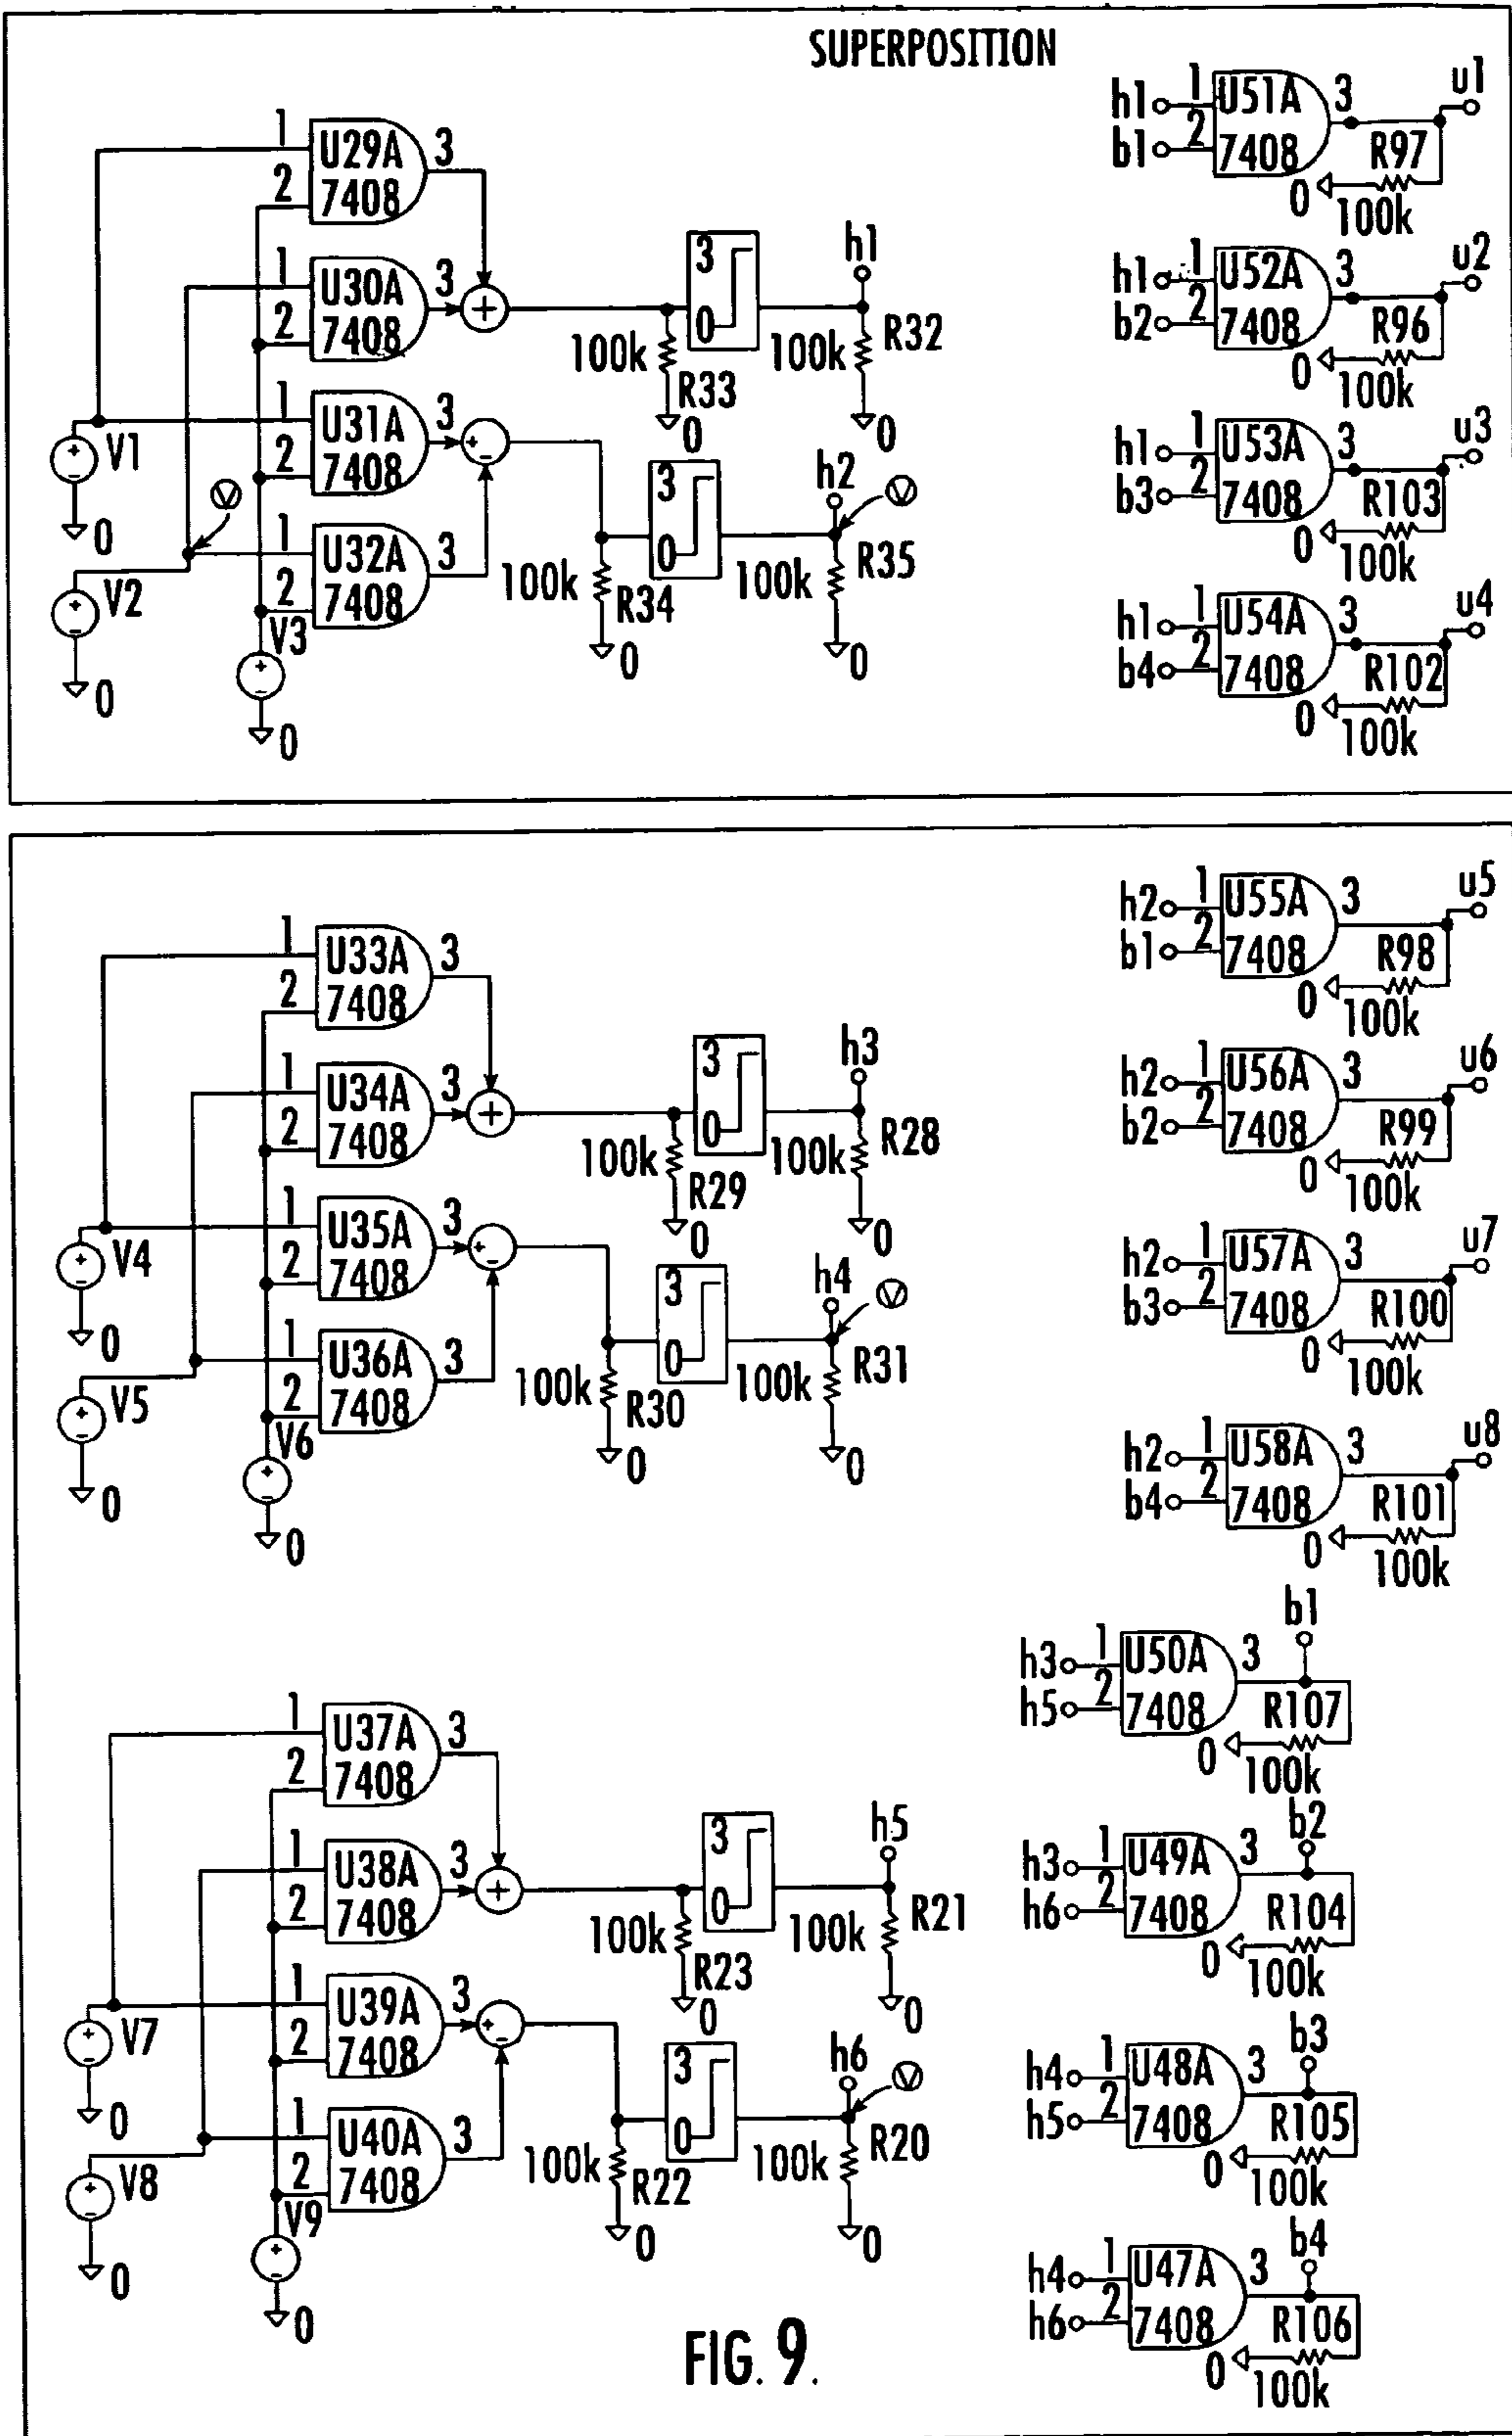 SUPERPOSITION
1
U29A
3
2
7408
1
U30A
3
2
7408
3
0
h1
100k
R33
0
100k
R32
0
1
U31A
3
2
7408
+
-
V1
0
V
1
U32A
3
2
7408
V2
0
V3
0
3
0
h2
V
100k
R34
0
100k
R35
0
h1
1
U51A
3
u1
b1
2
7408
R97
0
100k
h1
1
U52A
3
u2
b2
2
7408
R96
0
100k
h1
1
U53A
3
u3
b3
2
7408
R103
0
100k
h1
1
U54A
3
u4
b4
2
7408
R102
0
100k
1
U33A
3
2
7408
1
U34A
3
2
7408
3
0
h3
100k
R29
0
100k
R28
0
1
U35A
3
2
7408
+
-
V4
0
1
U36A
3
2
7408
V5
0
V6
0
3
0
h4
V
100k
R30
0
100k
R31
0
h2
1
U55A
3
u5
b1
2
7408
R98
0
100k
h2
1
U56A
3
u6
b2
2
7408
R99
0
100k
h2
1
U57A
3
u7
b3
2
7408
R100
0
100k
h2
1
U58A
3
u8
b4
2
7408
R101
0
100k
1
U37A
3
2
7408
1
U38A
3
2
7408
3
0
h5
100k
R23
0
100k
R21
0
1
U39A
3
2
7408
+
-
V7
0
1
U40A
3
2
7408
V8
0
V9
0
3
0
h6
V
100k
R22
0
100k
R20
0
h3
1
U50A
3
b1
h5
2
7408
R107
0
100k
h3
1
U49A
3
b2
h6
2
7408
R104
0
100k
h4
1
U48A
3
b3
h5
2
7408
R105
0
100k
h4
1
U47A
3
b4
h6
2
7408
R106
0
100k
FIG. 9.